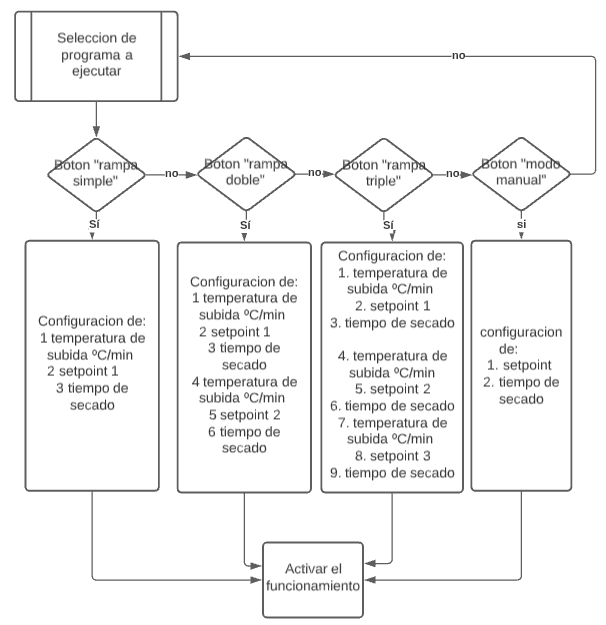 Seleccion de
programa a
ejecutar
no
Boton "rampa
simple"
no
Boton "rampa
doble"
no
Boton "rampa
triple"
no
Boton "modo
manual"
Sí
Sí
Sí
si
Configuracion de:
1 temperatura de
subida ºC/min
2 setpoint 1
3 tiempo de
secado
Configuracion de:
1 temperatura de
subida ºC/min
2 setpoint 1
3 tiempo de
secado
4 temperatura de
subida ºC/min
5 setpoint 2
6 tiempo de
secado
Configuracion de:
1. temperatura de
subida ºC/min
2. setpoint 1
3. tiempo de secado
4. temperatura de
subida ºC/min
5. setpoint 2
6. tiempo de secado
7. temperatura de
subida ºC/min
8. setpoint 3
9. tiempo de secado
configuracion
de:
1. setpoint
2. tiempo de
secado
Activar el
funcionamiento